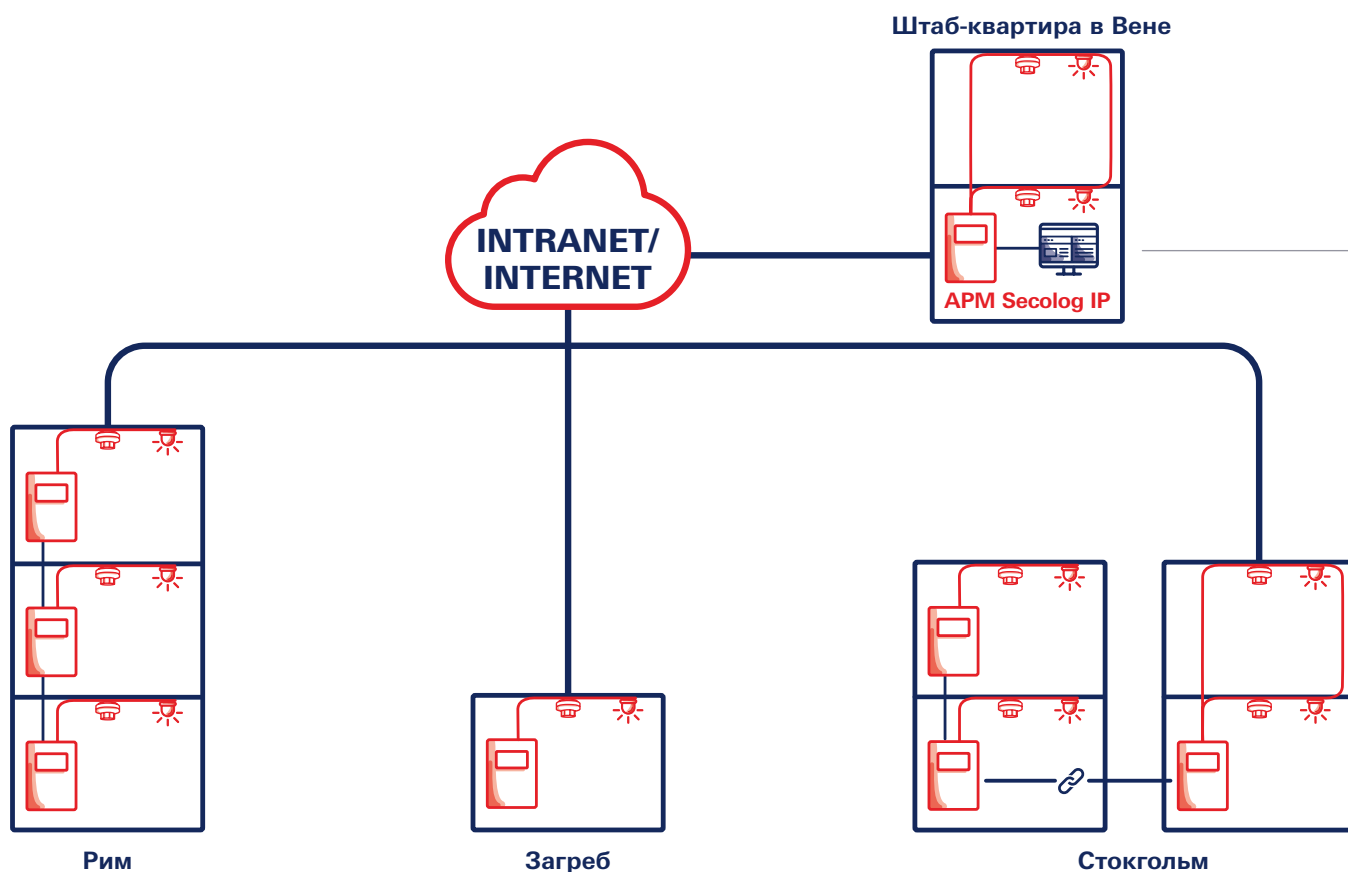 Штаб-квартира в Вене
INTRANET/
INTERNET
АРМ Secolog IP
Рим
Загреб
Стокгольм